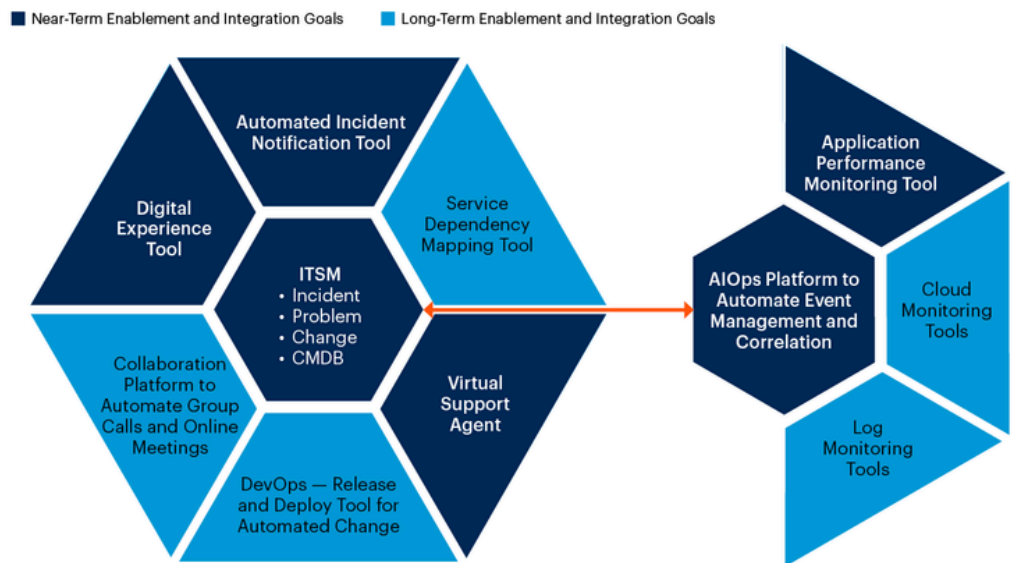 Near-Term Enablement and Integration Goals
Long-Term Enablement and Integration Goals
Automated Incident
Notification Tool
Digital
Experience
Tool
Service
Dependency
Mapping Tool
ITSM
• Incident
• Problem
• Change
• CMDB
Collaboration
Platform to
Automate Group
Calls and Online
Meetings
Virtual
Support
Agent
DevOps — Release
and Deploy Tool for
Automated Change
Application
Performance
Monitoring Tool
AIOps Platform to
Automate Event
Management and
Correlation
Cloud
Monitoring
Tools
Log
Monitoring
Tools